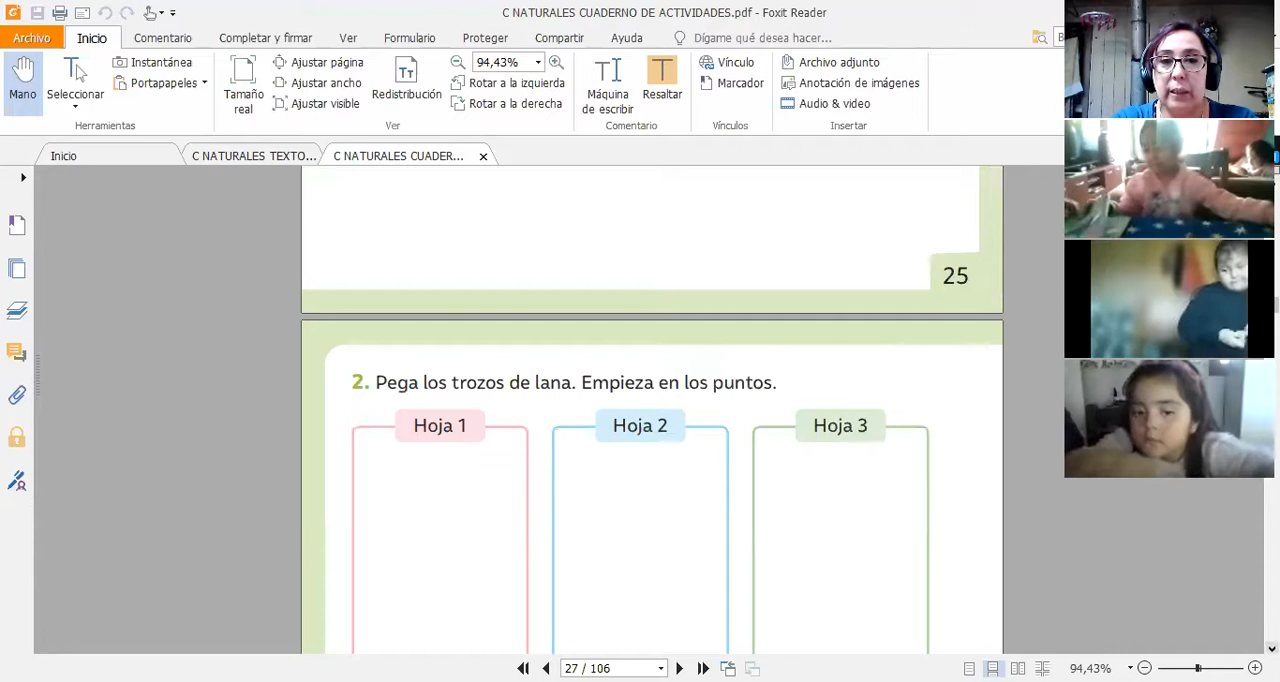 C NATURALES CUADERNO DE ACTIVIDADES.pdf - Foxit Reader
Archivo Inicio Comentario Completar y firmar Ver Formulario Proteger Compartir Ayuda Dígame qué desea hacer...
Mano
Seleccionar
Instantánea
Portapapeles
Herramientas
Tamaño real
Ajustar página
Ajustar ancho
Ajustar visible
Redistribución
94,43%
Rotar a la izquierda
Rotar a la derecha
Ver
Máquina de escribir
Resaltar
Comentario
Vínculo
Marcador
Vínculos
Archivo adjunto
Anotación de imágenes
Audio & video
Insertar
Inicio C NATURALES TEXTO... C NATURALES CUADER...
25
2. Pega los trozos de lana. Empieza en los puntos.
Hoja 1 Hoja 2 Hoja 3
27 / 106 94,43%